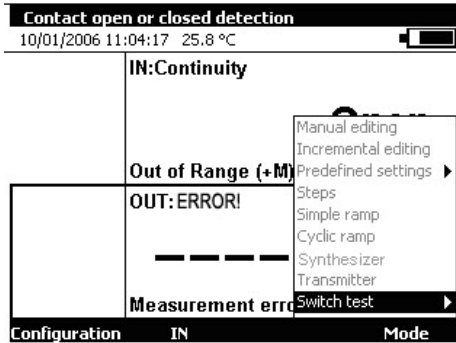 Contact open or closed detection
10/01/2006 11:04:17 25.8 °C
IN:Continuity
Out of Range (+M)
OUT: ERROR!
Measurement
Manual editing
Incremental editing
Predefined settings
Steps
Simple ramp
Cyclic ramp
Synthesizer
Transmitter
Switch test
Configuration IN Mode